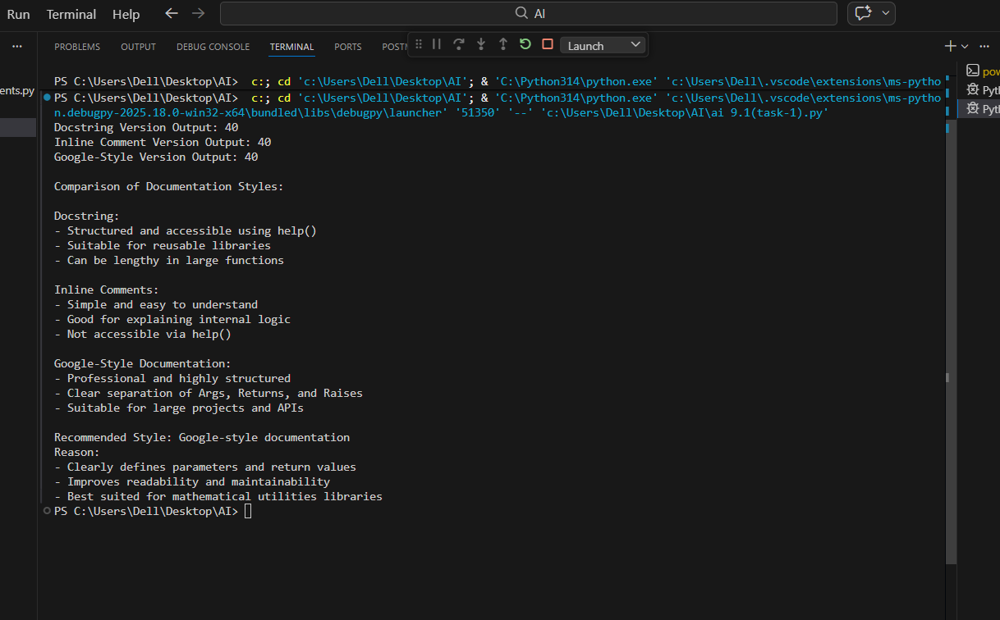 Run Terminal Help AI
PROBLEMS OUTPUT DEBUG CONSOLE TERMINAL PORTS POSTM Launch
ents.py
PS C:\Users\Dell\Desktop\AI> c:; cd 'c:\Users\Dell\Desktop\AI'; & 'C:\Python314\python.exe' 'c:\Users\Dell\.vscode\extensions\ms-pytho
PS C:\Users\Dell\Desktop\AI> c:; cd 'c:\Users\Dell\Desktop\AI'; & 'C:\Python314\python.exe' 'c:\Users\Dell\.vscode\extensions\ms-pytho
n.debugpy-2025.18.0-win32-x64\bundled\libs\debugpy\launcher' '51350' '--' 'c:\Users\Dell\Desktop\AI\ai 9.1(task-1).py'
Docstring Version Output: 40
Inline Comment Version Output: 40
Google-Style Version Output: 40
Comparison of Documentation Styles:
Docstring:
- Structured and accessible using help()
- Suitable for reusable libraries
- Can be lengthy in large functions
Inline Comments:
- Simple and easy to understand
- Good for explaining internal logic
- Not accessible via help()
Google-Style Documentation:
- Professional and highly structured
- Clear separation of Args, Returns, and Raises
- Suitable for large projects and APIs
Recommended Style: Google-style documentation
Reason:
- Clearly defines parameters and return values
- Improves readability and maintainability
- Best suited for mathematical utilities libraries
PS C:\Users\Dell\Desktop\AI>
pow
Pyth
Pyth